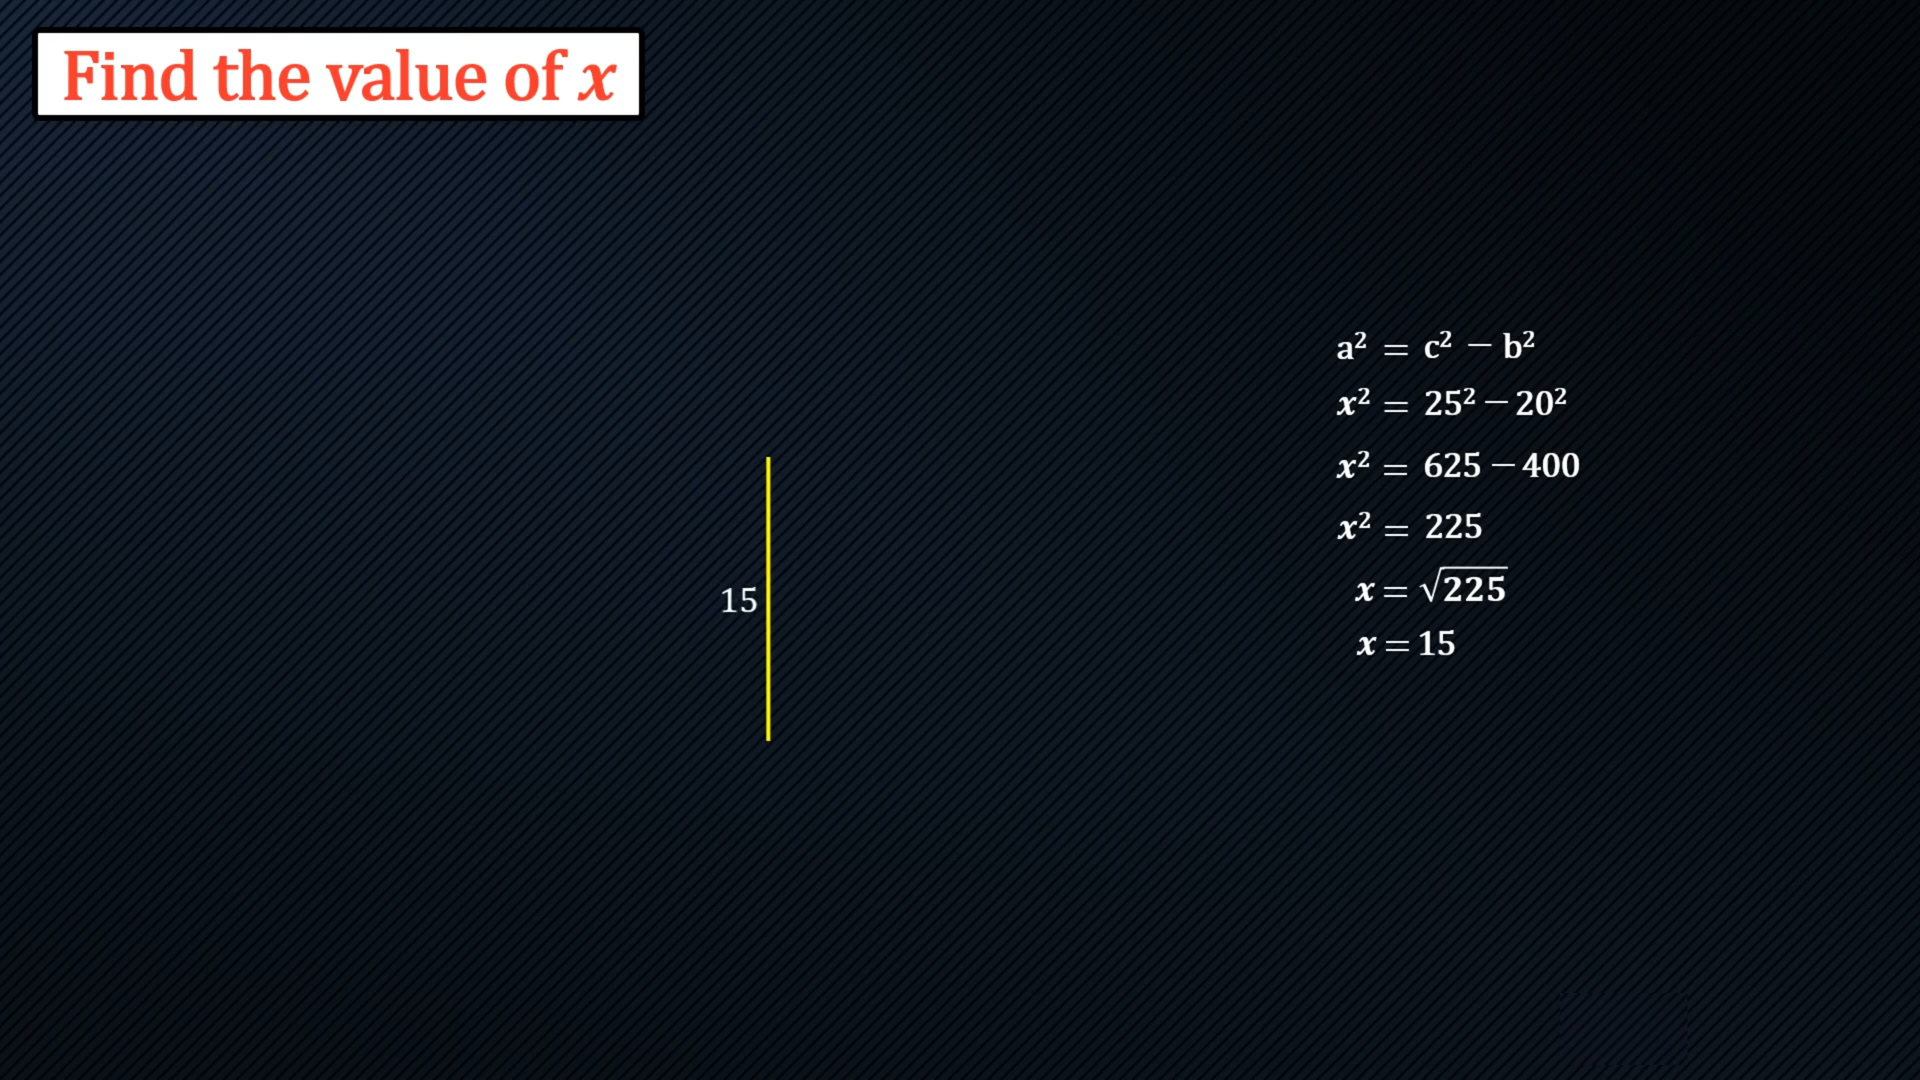 Find the value of x
a² = c² − b²
x² = 25² − 20²
x² = 625 − 400
x² = 225
x = √225
x = 15
15